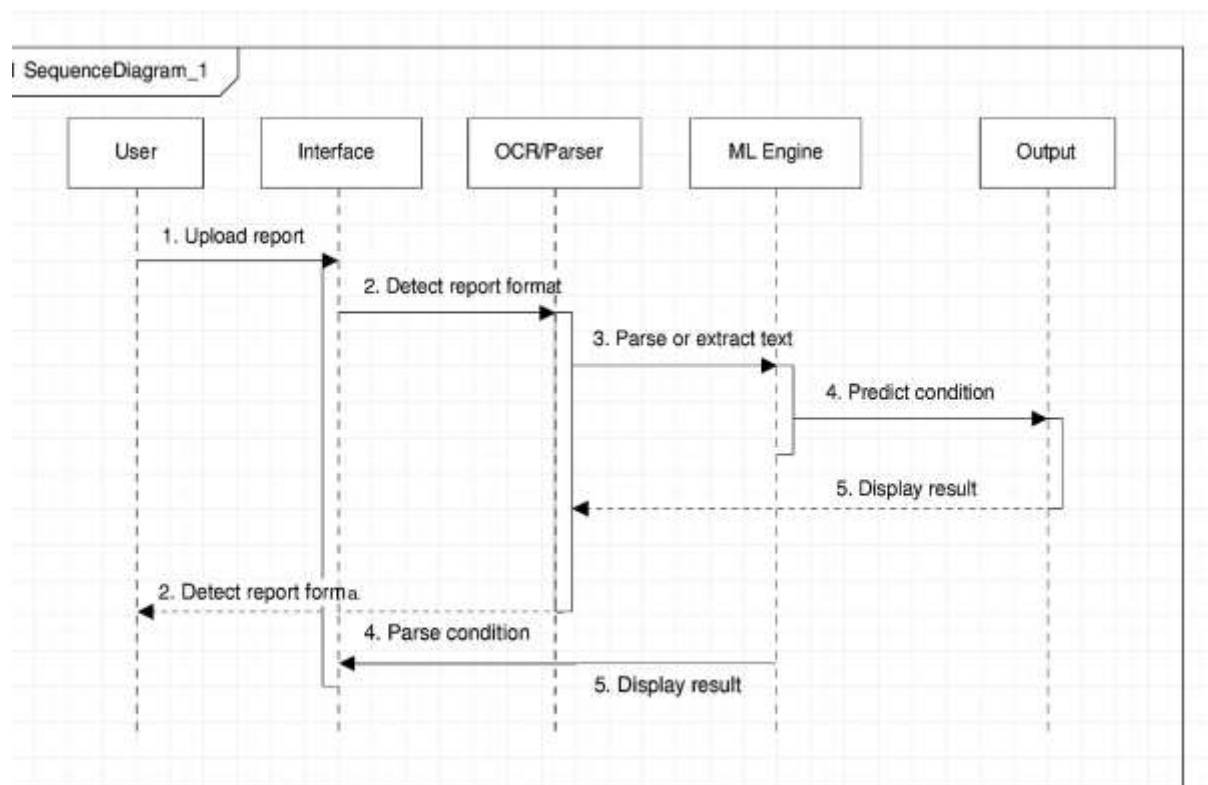 SequenceDiagram_1
User
Interface
OCR/Parser
ML Engine
Output
1. Upload report
2. Detect report format
3. Parse or extract text
4. Predict condition
5. Display result
2. Detect report forma
4. Parse condition
5. Display result